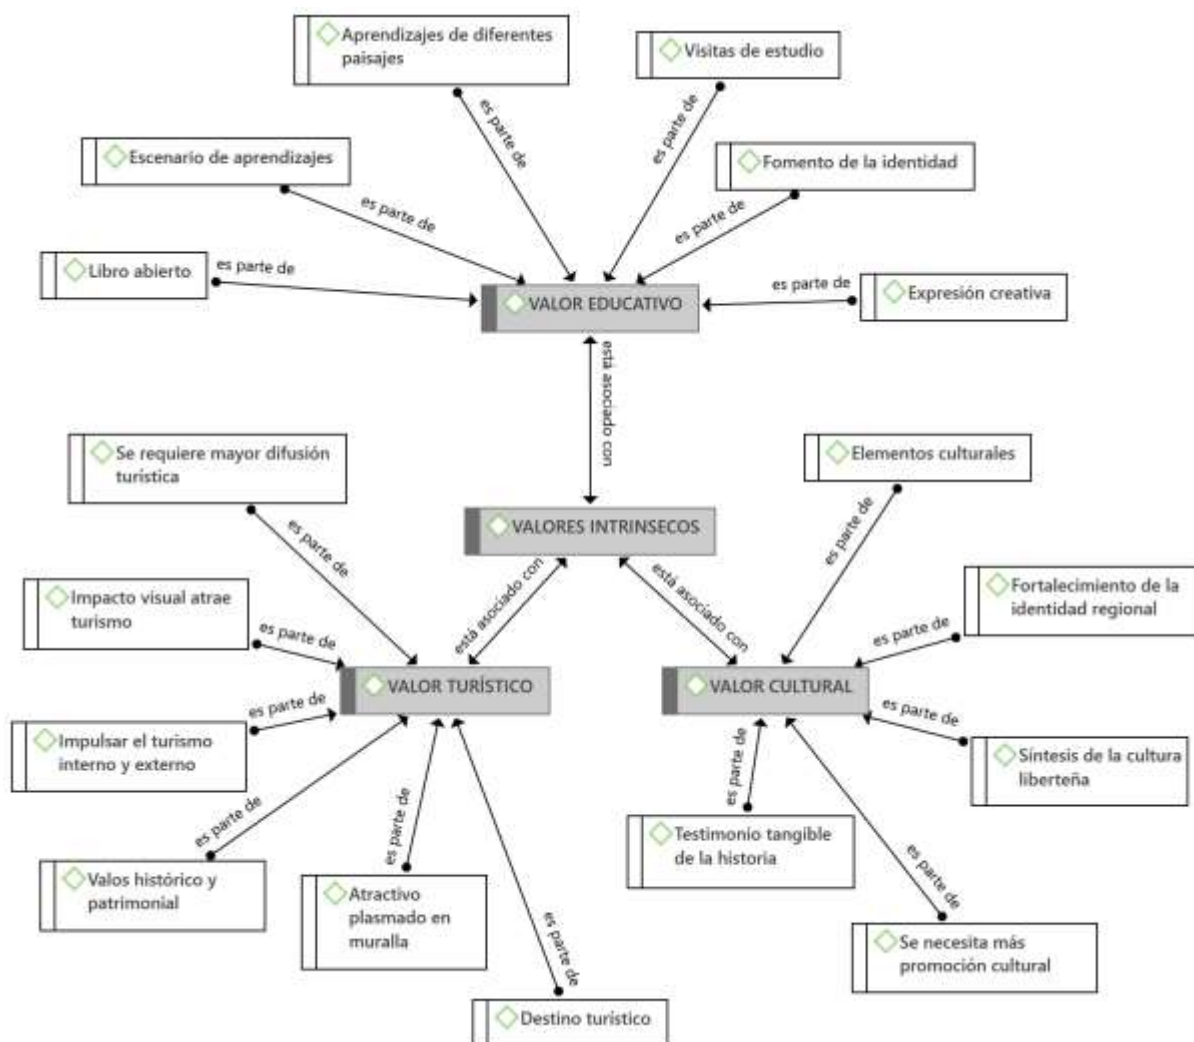 Aprendizajes de diferentes
paisajes
Visitas de estudio
es parte de
es parte de
Escenario de aprendizajes
Fomento de la identidad
es parte de
es parte de
Libro abierto
es parte de
es parte de
Expresión creativa
VALOR EDUCATIVO
está asociado con
Se requiere mayor difusión
turística
Elementos culturales
es parte de
es parte de
VALORES INTRINSECOS
está asociado con
está asociado con
Impacto visual atrae
turismo
Fortalecimiento de la
identidad regional
es parte de
es parte de
VALOR TURÍSTICO
VALOR CULTURAL
es parte de
es parte de
Impulsar el turismo
interno y externo
Síntesis de la cultura
liberteña
es parte de
es parte de
es parte de
Testimonio tangible
de la historia
Valos histórico y
patrimonial
Atractivo
plasmado en
muralla
es parte de
es parte de
Se necesita más
promoción cultural
Destino turístico